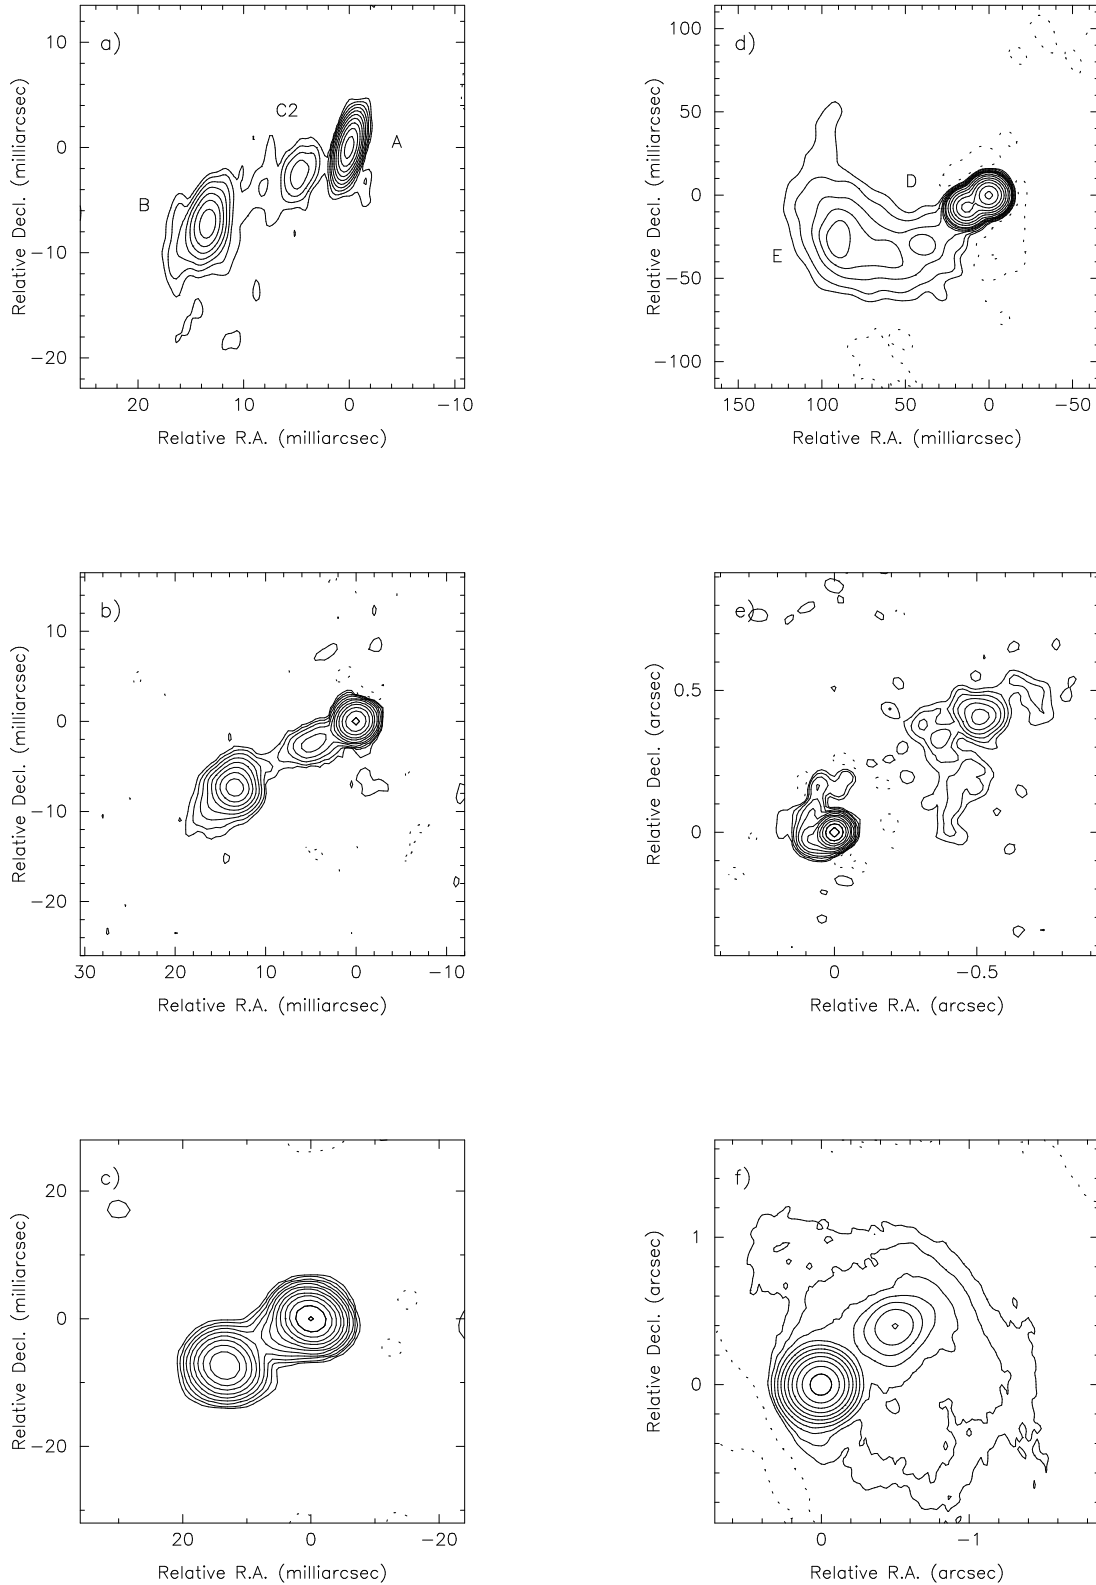 a)
10
0
−10
−20
C2
A
B
20 10 0 −10
Relative R.A. (milliarcsec)
Relative Decl. (milliarcsec)
d)
100
50
0
−50
−100
D
E
150 100 50 0 −50
Relative R.A. (milliarcsec)
Relative Decl. (milliarcsec)
b)
10
0
−10
−20
30 20 10 0 −10
Relative R.A. (milliarcsec)
Relative Decl. (milliarcsec)
e)
0.5
0
0 −0.5
Relative R.A. (arcsec)
Relative Decl. (arcsec)
c)
20
0
−20
20 0 −20
Relative R.A. (milliarcsec)
Relative Decl. (milliarcsec)
f)
1
0
0 −1
Relative R.A. (arcsec)
Relative Decl. (arcsec)